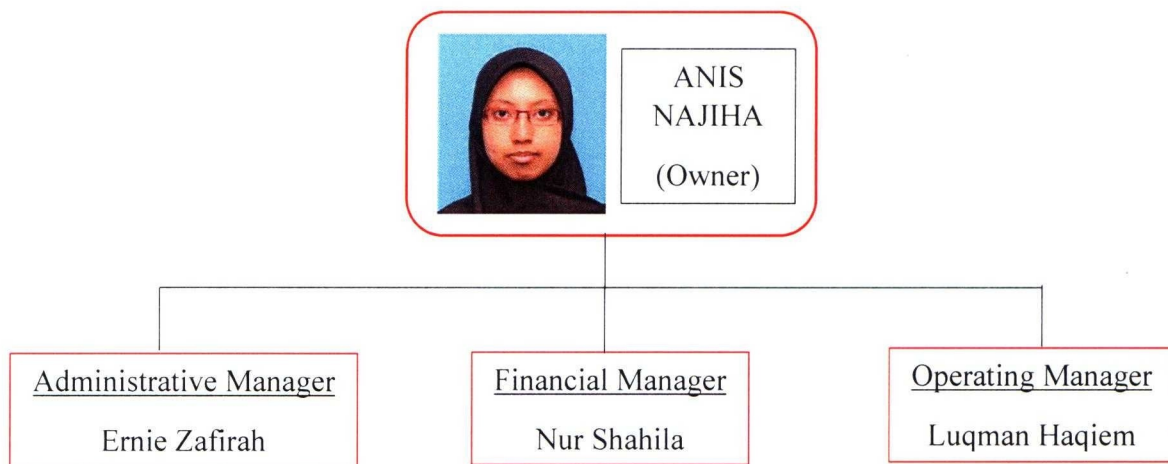 ANIS
NAJIHA
(Owner)
Administrative Manager
Ernie Zafirah
Financial Manager
Nur Shahila
Operating Manager
Luqman Haqiem